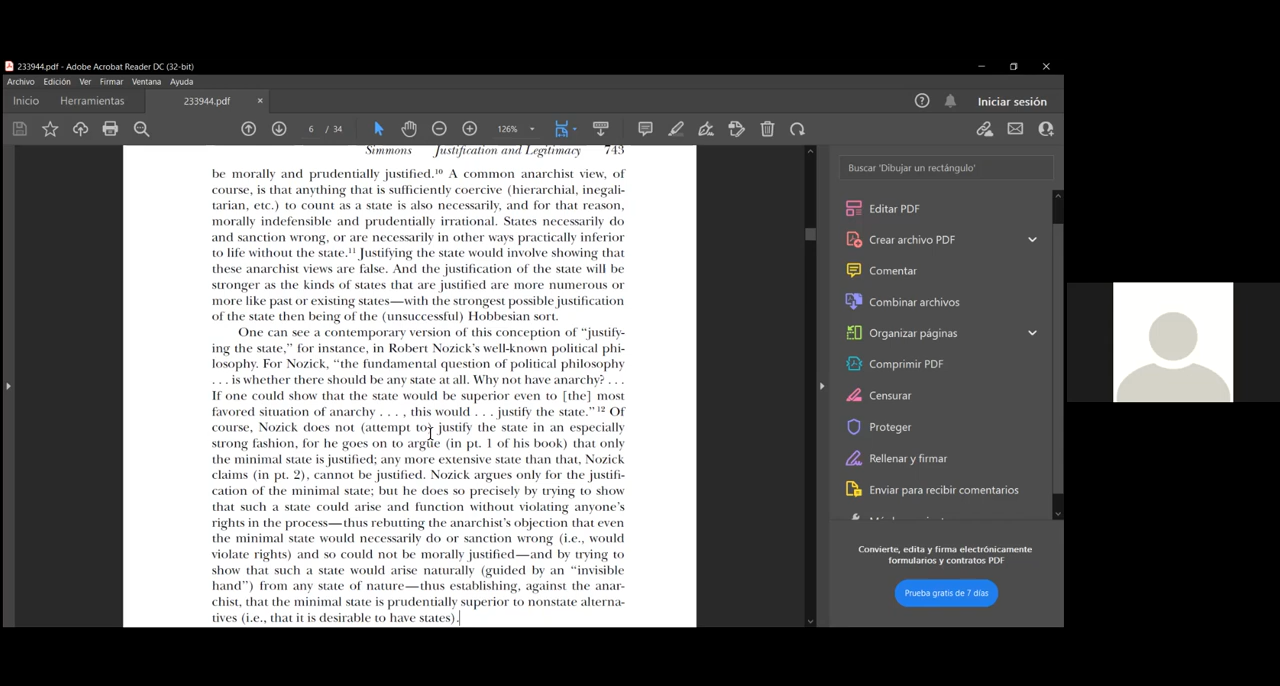 233944.pdf - Adobe Acrobat Reader DC (32-bit)
Archivo Edición Ver Firmar Ventana Ayuda
Inicio Herramientas 233944.pdf × Iniciar sesión
6 / 34 126%
Simmons Justification and Legitimacy 743
be morally and prudentially justified.¹⁰ A common anarchist view, of
course, is that anything that is sufficiently coercive (hierarchial, inegali-
tarian, etc.) to count as a state is also necessarily, and for that reason,
morally indefensible and prudentially irrational. States necessarily do
and sanction wrong, or are necessarily in other ways practically inferior
to life without the state.¹¹ Justifying the state would involve showing that
these anarchist views are false. And the justification of the state will be
stronger as the kinds of states that are justified are more numerous or
more like past or existing states—with the strongest possible justification
of the state then being of the (unsuccessful) Hobbesian sort.
One can see a contemporary version of this conception of “justify-
ing the state,” for instance, in Robert Nozick’s well-known political phi-
losophy. For Nozick, “the fundamental question of political philosophy
. . . is whether there should be any state at all. Why not have anarchy? . . .
If one could show that the state would be superior even to [the] most
favored situation of anarchy . . . , this would . . . justify the state.” ¹² Of
course, Nozick does not (attempt to) justify the state in an especially
strong fashion, for he goes on to argue (in pt. 1 of his book) that only
the minimal state is justified; any more extensive state than that, Nozick
claims (in pt. 2), cannot be justified. Nozick argues only for the justifi-
cation of the minimal state; but he does so precisely by trying to show
that such a state could arise and function without violating anyone’s
rights in the process—thus rebutting the anarchist’s objection that even
the minimal state would necessarily do or sanction wrong (i.e., would
violate rights) and so could not be morally justified—and by trying to
show that such a state would arise naturally (guided by an “invisible
hand”) from any state of nature—thus establishing, against the anar-
chist, that the minimal state is prudentially superior to nonstate alterna-
tives (i.e., that it is desirable to have states).
Buscar 'Dibujar un rectángulo'
Editar PDF
Crear archivo PDF
Comentar
Combinar archivos
Organizar páginas
Comprimir PDF
Censurar
Proteger
Rellenar y firmar
Enviar para recibir comentarios
Convierte, edita y firma electrónicamente
formularios y contratos PDF
Prueba gratis de 7 días